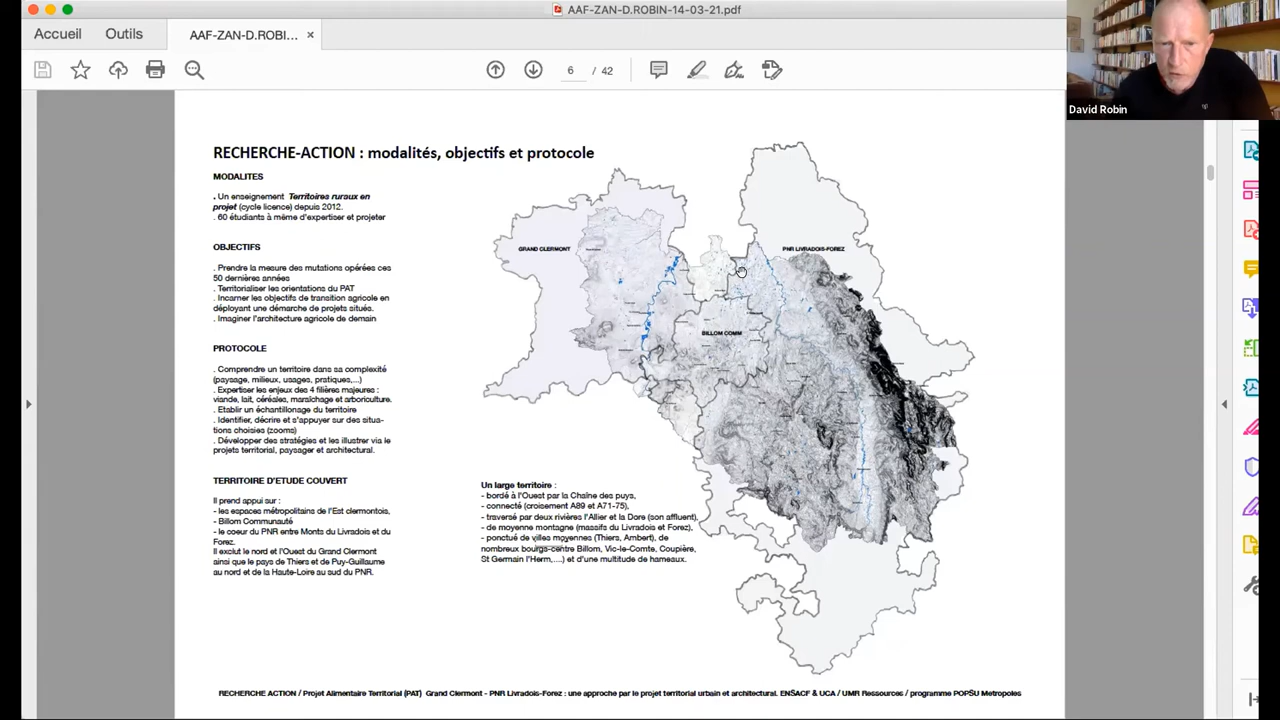 AAF-ZAN-D.ROBIN-14-03-21.pdf
Accueil
Outils
AAF-ZAN-D.ROBI... ×
6 / 42
David Robin
RECHERCHE-ACTION : modalités, objectifs et protocole
MODALITES
. Un enseignement Territoires ruraux en
projet (cycle licence) depuis 2012.
. 60 étudiants à même d'expertiser et projeter
OBJECTIFS
. Prendre la mesure des mutations opérées ces
50 dernières années
. Territorialiser les orientations du PAT
. Incarner les objectifs de transition agricole en
déployant une démarche de projets situés.
. Imaginer l'architecture agricole de demain
PROTOCOLE
. Comprendre un territoire dans sa complexité
(paysage, milieux, usages, pratiques,...)
. Expertiser les enjeux des 4 filières majeures :
viande, lait, céréales, maraîchage et arboriculture.
. Etablir un échantillonage du territoire
. Identifier, décrire et s'appuyer sur des situa-
tions choisies (zooms)
. Développer des stratégies et les illustrer via le
projets territorial, paysager et architectural.
TERRITOIRE D'ETUDE COUVERT
Il prend appui sur :
- les espaces métropolitains de l'Est clermontois,
- Billom Communauté
- le coeur du PNR entre Monts du Livradois et du
Forez.
Il exclut le nord et l'Ouest du Grand Clermont
ainsi que le pays de Thiers et de Puy-Guillaume
au nord et de la Haute-Loire au sud du PNR.
GRAND CLERMONT
PNR LIVRADOIS-FOREZ
BILLOM COMM
Un large territoire :
- bordé à l'Ouest par la Chaîne des puys,
- connecté (croisement A89 et A71-75),
- traversé par deux rivières l'Allier et la Dore (son affluent),
- de moyenne montagne (massifs du Livradois et Forez),
- ponctué de villes moyennes (Thiers, Ambert), de
nombreux bourgs-centre Billom, Vic-le-Comte, Coupière,
St Germain l'Herm,....) et d'une multitude de hameaux.
RECHERCHE ACTION / Projet Alimentaire Territorial (PAT) Grand Clermont - PNR Livradois-Forez : une approche par le projet territorial urbain et architectural. ENSACF & UCA / UMR Ressources / programme POPSU Metropoles